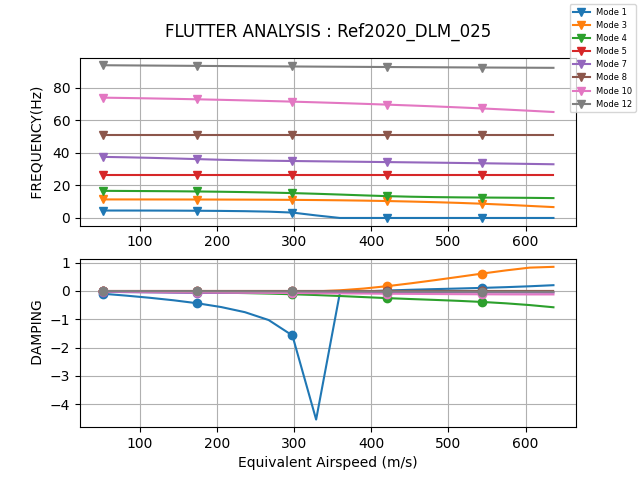 FLUTTER ANALYSIS : Ref2020_DLM_025
Mode 1
Mode 3
Mode 4
Mode 5
Mode 7
Mode 8
Mode 10
Mode 12
FREQUENCY(Hz)
80
60
40
20
0
100 200 300 400 500 600
DAMPING
1
0
−1
−2
−3
−4
100 200 300 400 500 600
Equivalent Airspeed (m/s)